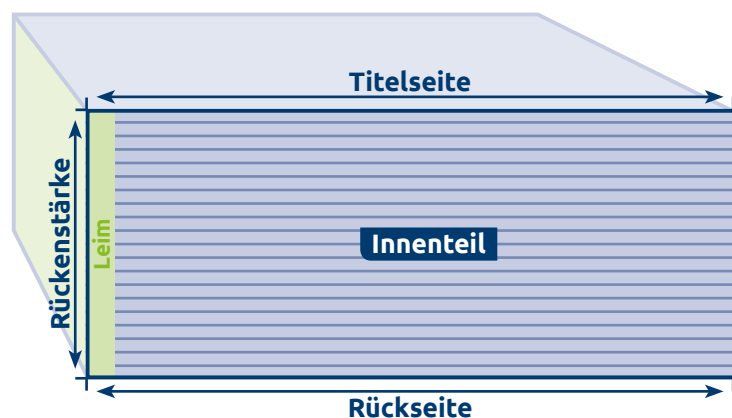 Titelseite
Rückenstärke
Leim
Innenteil
Rückseite